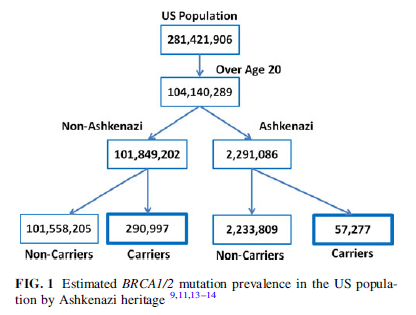 US Population
281,421,906
Over Age 20
104,140,289
Non-Ashkenazi
Ashkenazi
101,849,202
2,291,086
101,558,205
290,997
2,233,809
57,277
Non-Carriers
Carriers
Non-Carriers
Carriers
FIG. 1 Estimated BRCA1/2 mutation prevalence in the US popula-
tion by Ashkenazi heritage 9,11,13–14